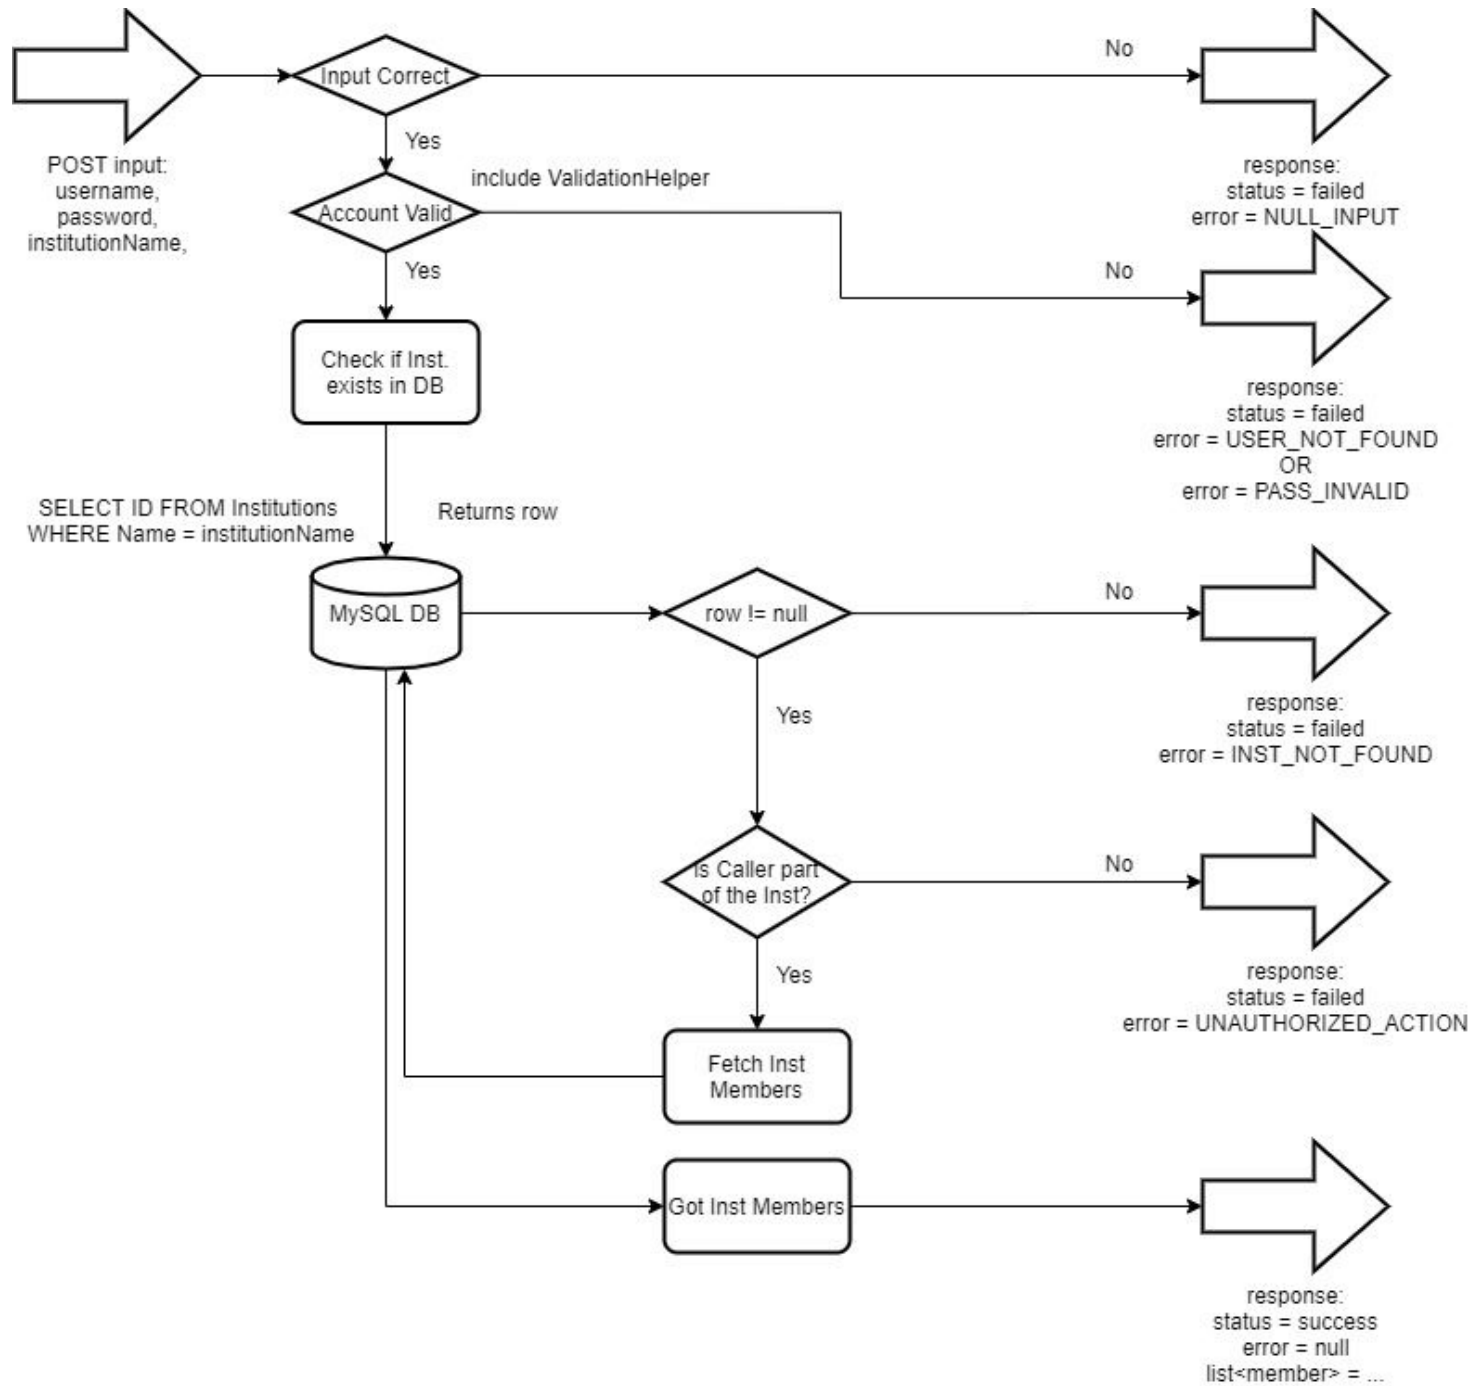 Input Correct
No
POST input:
username,
password,
institutionName,
Yes
response:
status = failed
error = NULL_INPUT
include ValidationHelper
Account Valid
Yes
No
Check if Inst.
exists in DB
response:
status = failed
error = USER_NOT_FOUND
OR
error = PASS_INVALID
SELECT ID FROM Institutions
WHERE Name = institutionName
Returns row
MySQL DB
row != null
No
response:
status = failed
error = INST_NOT_FOUND
Yes
Is Caller part
of the Inst?
No
response:
status = failed
error = UNAUTHORIZED_ACTION
Yes
Fetch Inst
Members
Got Inst Members
response:
status = success
error = null
list<member> = ...